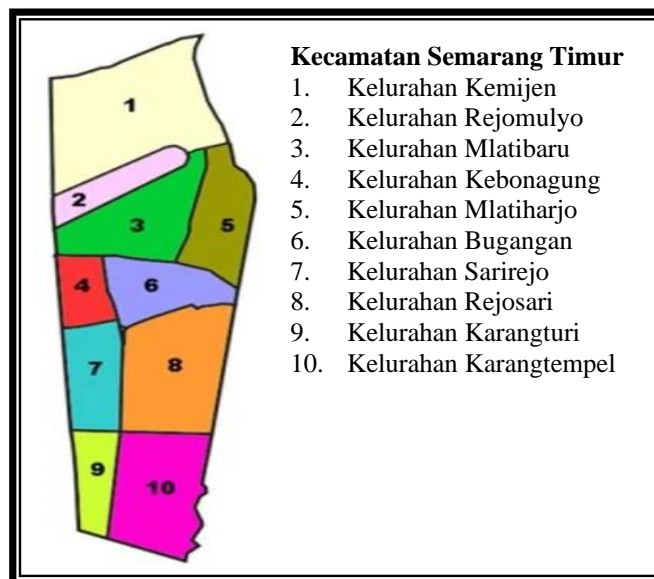 Kecamatan Semarang Timur
1. Kelurahan Kemijen
2. Kelurahan Rejomulyo
3. Kelurahan Mlatibaru
4. Kelurahan Kebonagung
5. Kelurahan Mlatiharjo
6. Kelurahan Bugangan
7. Kelurahan Sarirejo
8. Kelurahan Rejosari
9. Kelurahan Karangturi
10. Kelurahan Karangtempel
1
2
3
5
4
6
7
8
9
10